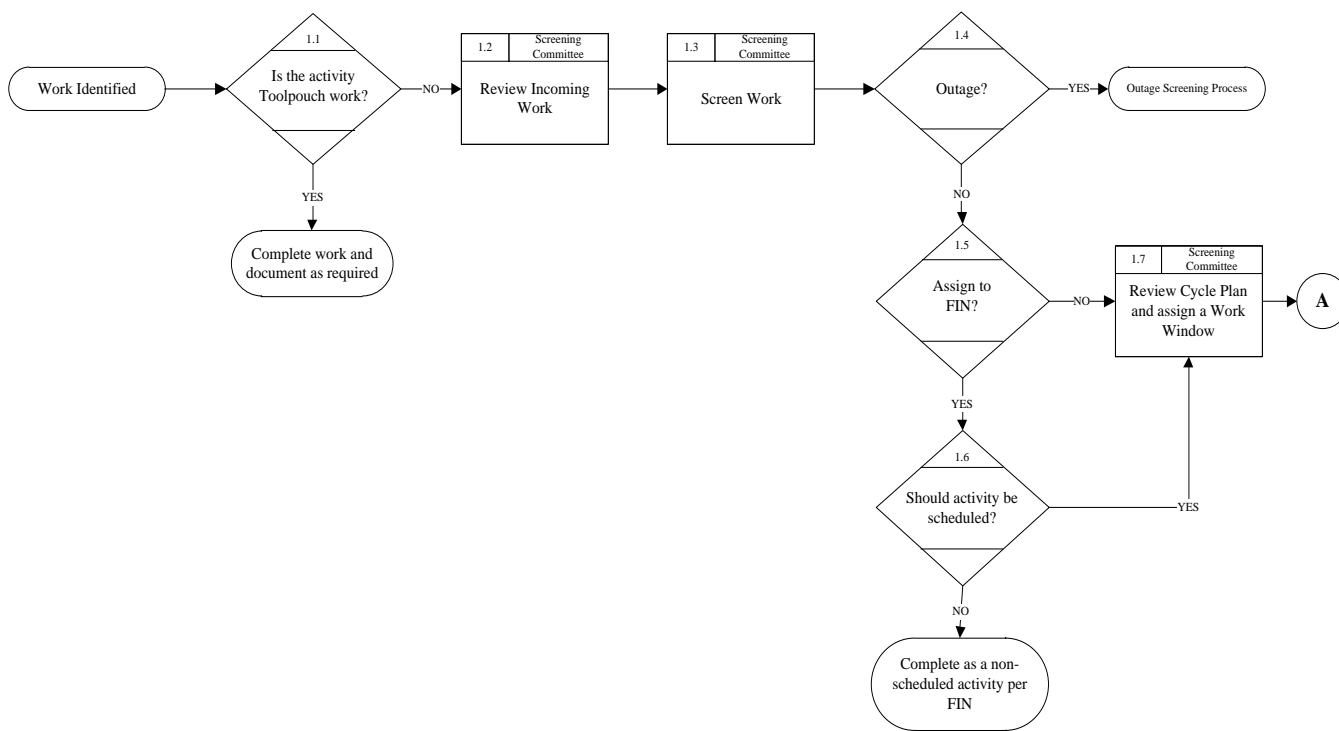 Work Identified
1.1
Is the activity
Toolpouch work?
NO
YES
Complete work and
document as required
1.2
Screening
Committee
Review Incoming
Work
1.3
Screening
Committee
Screen Work
1.4
Outage?
YES
Outage Screening Process
NO
1.5
Assign to
FIN?
NO
1.7
Screening
Committee
Review Cycle Plan
and assign a Work
Window
A
YES
1.6
Should activity be
scheduled?
YES
NO
Complete as a non-
scheduled activity per
FIN